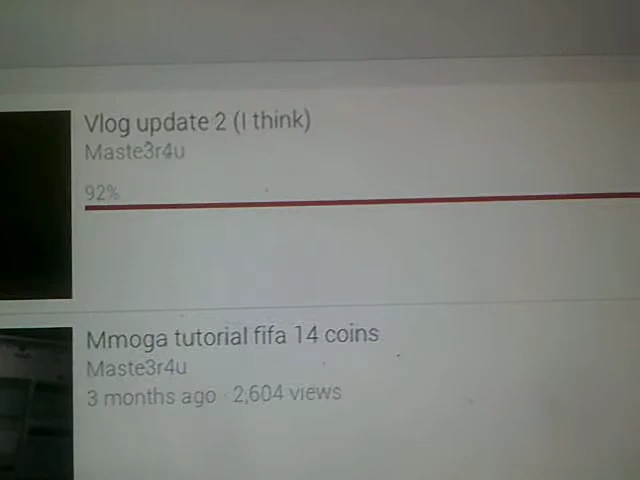 Vlog update 2 (I think)
Maste3r4u
92%
Mmoga tutorial fifa 14 coins
Maste3r4u
3 months ago · 2,604 views